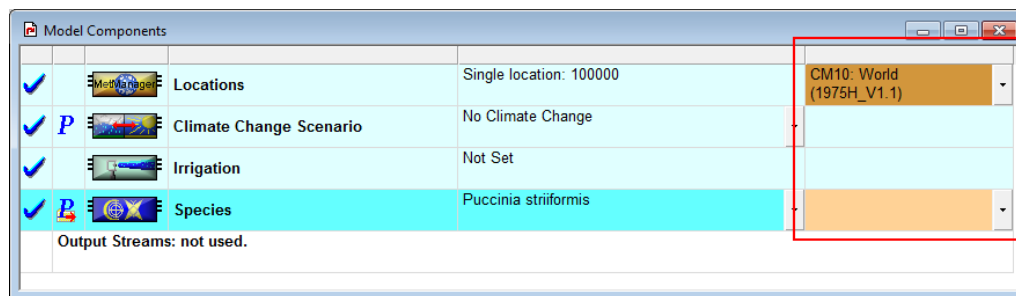 Model Components
MetManager Locations Single location: 100000 CM10: World
(1975H_V1.1)
P Climate Change Scenario No Climate Change
Irrigation Not Set
P Species Puccinia striiformis
Output Streams: not used.